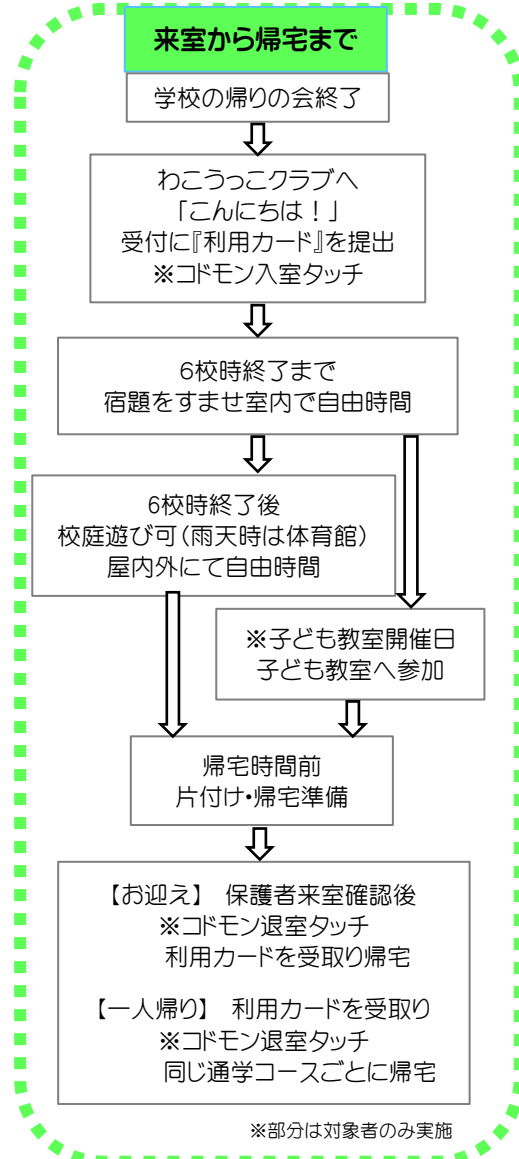 来室から帰宅まで
学校の帰りの会終了
わこうっこクラブへ
「こんにちは！」
受付に『利用カード』を提出
※コドモン入室タッチ
6校時終了まで
宿題をすませ室内で自由時間
6校時終了後
校庭遊び可（雨天時は体育館）
屋内外にて自由時間
※子ども教室開催日
子ども教室へ参加
帰宅時間前
片付け・帰宅準備
【お迎え】 保護者来室確認後
※コドモン退室タッチ
利用カードを受取り帰宅
【一人帰り】 利用カードを受取り
※コドモン退室タッチ
同じ通学コースごとに帰宅
※部分は対象者のみ実施